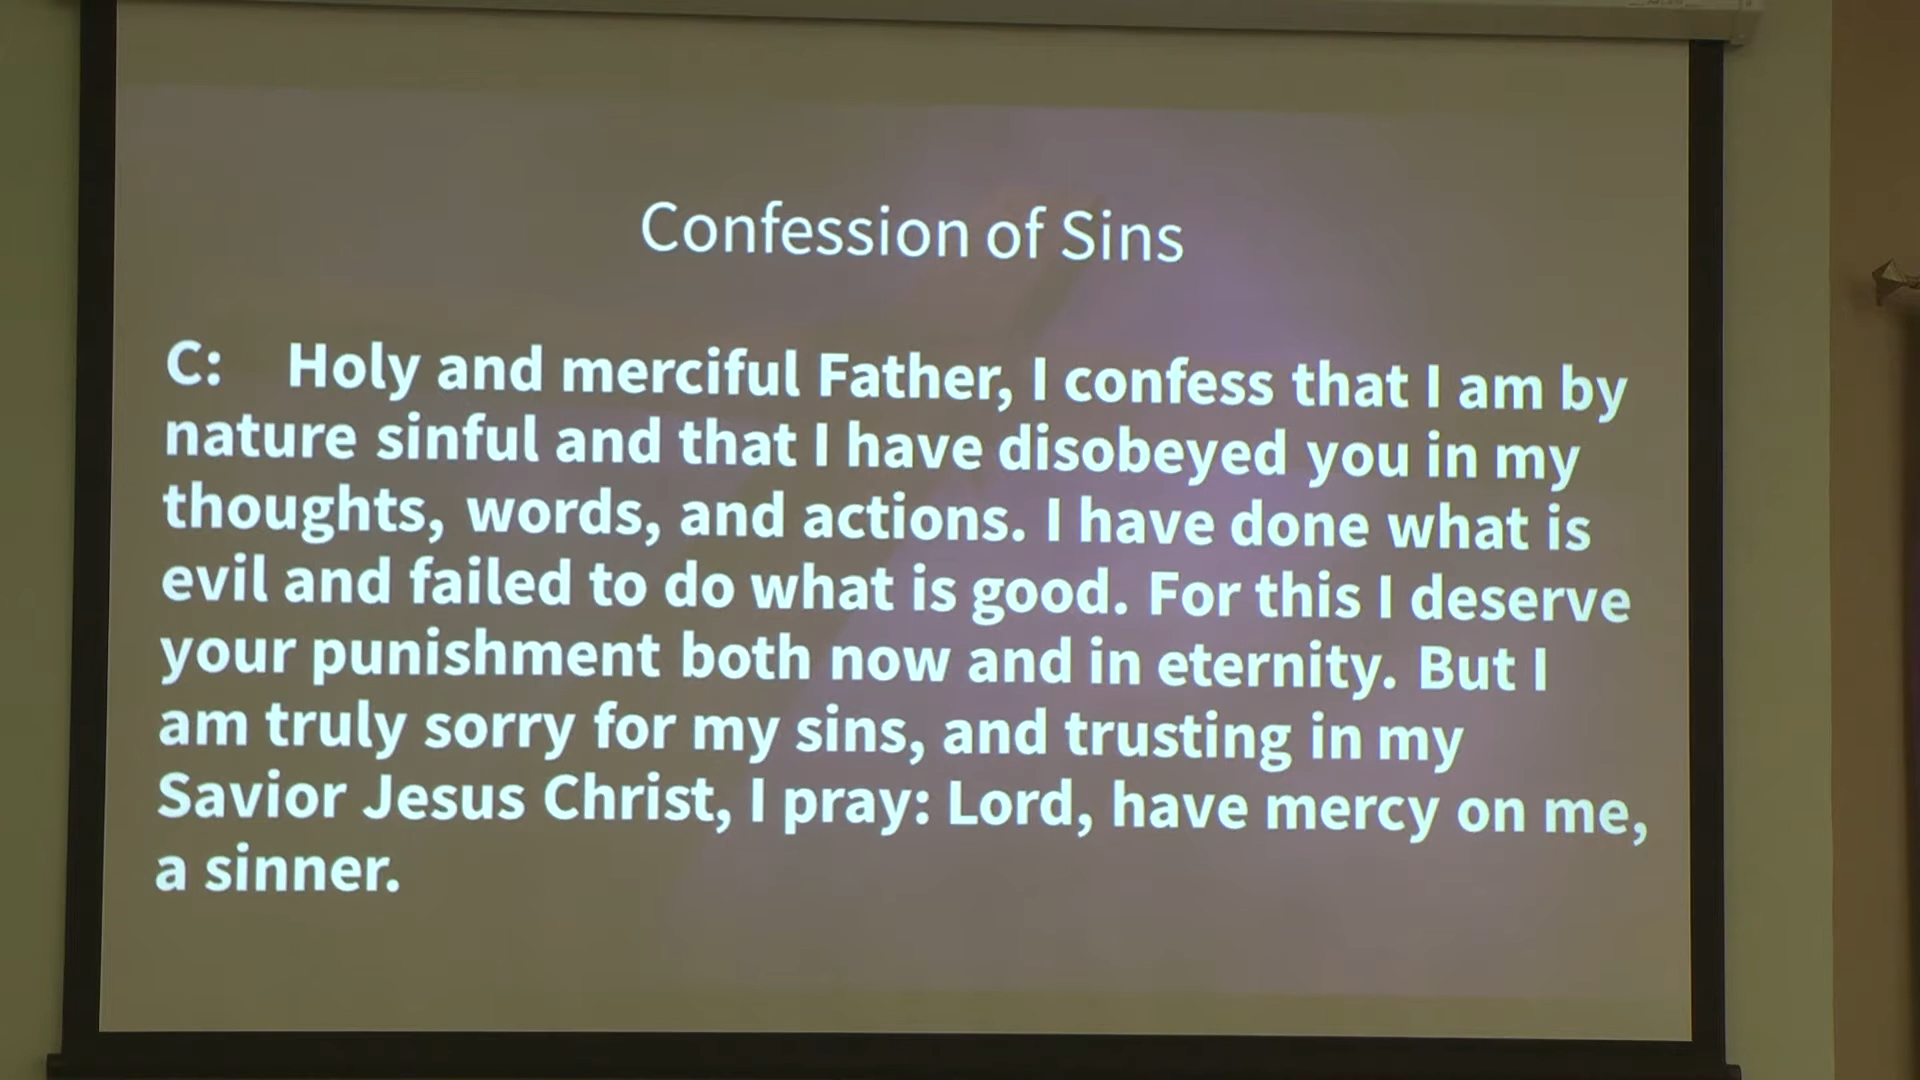 Confession of Sins
C: Holy and merciful Father, I confess that I am by
nature sinful and that I have disobeyed you in my
thoughts, words, and actions. I have done what is
evil and failed to do what is good. For this I deserve
your punishment both now and in eternity. But I
am truly sorry for my sins, and trusting in my
Savior Jesus Christ, I pray: Lord, have mercy on me,
a sinner.